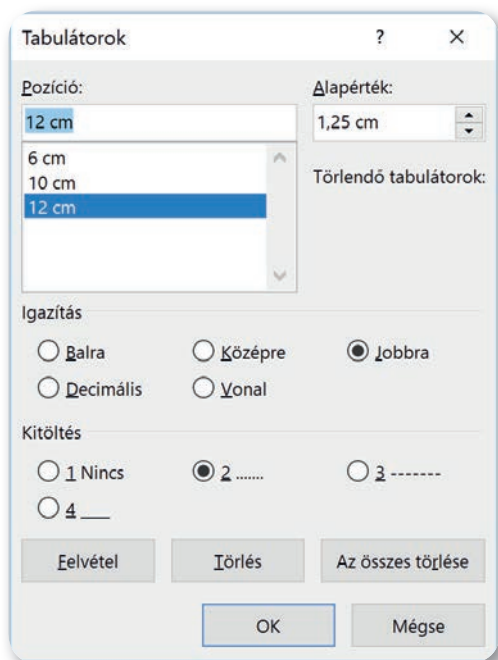 Tabulátorok ? ×
Pozíció: Alapérték:
12 cm 1,25 cm
6 cm Törlendő tabulátorok:
10 cm
12 cm
Igazítás
Balra Középre Jobbra
Decimális Vonal
Kitöltés
1 Nincs 2 ....... 3 -------
4 ___
Felvétel Törlés Az összes törlése
OK Mégse